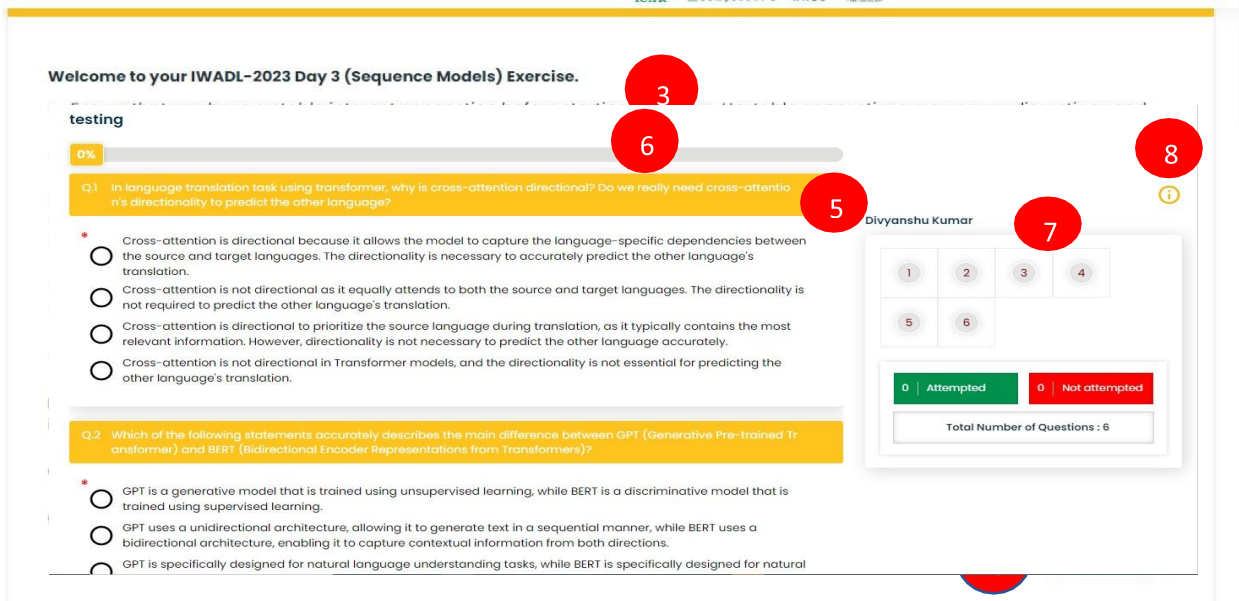 Welcome to your IWADL-2023 Day 3 (Sequence Models) Exercise.
3
testing
6
8
0%
Q.1 In language translation task using transformer, why is cross-attention directional? Do we really need cross-attentio
n's directionality to predict the other language?
5
Divyanshu Kumar
7
*
Cross-attention is directional because it allows the model to capture the language-specific dependencies between
the source and target languages. The directionality is necessary to accurately predict the other language's
translation.
Cross-attention is not directional as it equally attends to both the source and target languages. The directionality is
not required to predict the other language's translation.
Cross-attention is directional to prioritize the source language during translation, as it typically contains the most
relevant information. However, directionality is not necessary to predict the other language accurately.
Cross-attention is not directional in Transformer models, and the directionality is not essential for predicting the
other language's translation.
1 2 3 4
5 6
0 | Attempted
0 | Not attempted
Total Number of Questions : 6
Q.2 Which of the following statements accurately describes the main difference between GPT (Generative Pre-trained Tr
ansformer) and BERT (Bidirectional Encoder Representations from Transformers)?
*
GPT is a generative model that is trained using unsupervised learning, while BERT is a discriminative model that is
trained using supervised learning.
GPT uses a unidirectional architecture, allowing it to generate text in a sequential manner, while BERT uses a
bidirectional architecture, enabling it to capture contextual information from both directions.
GPT is specifically designed for natural language understanding tasks, while BERT is specifically designed for natural